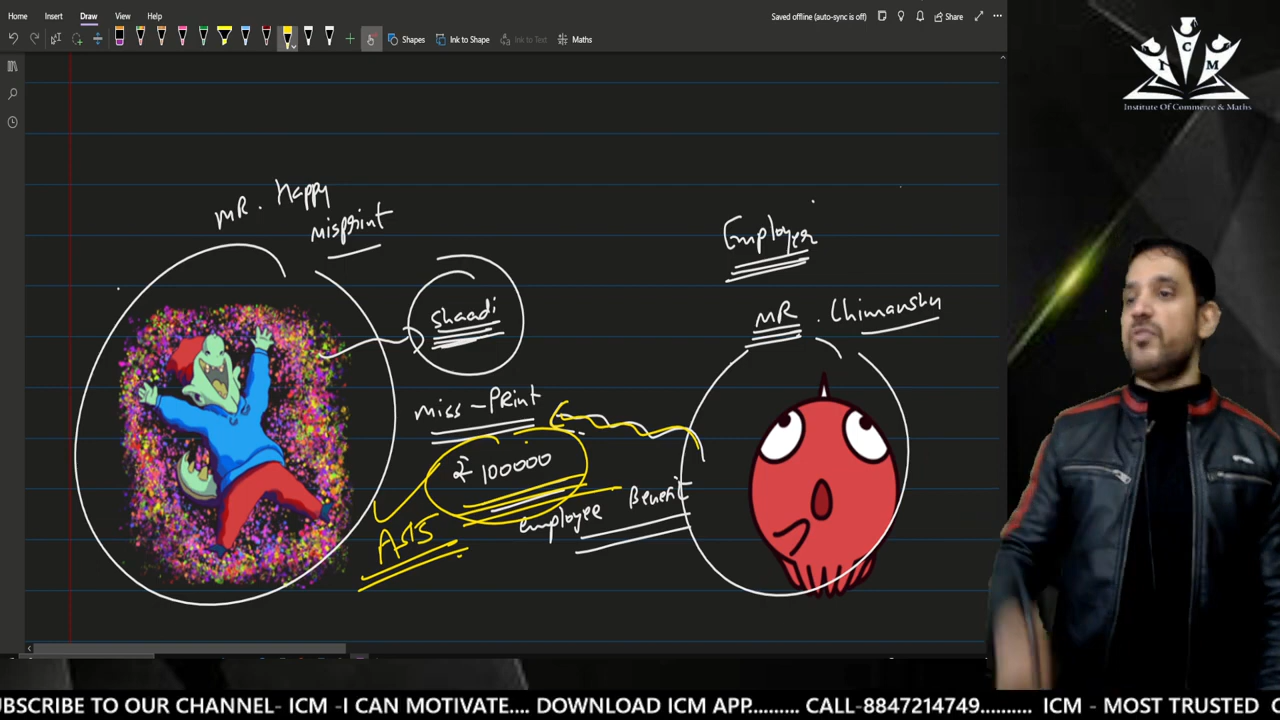 Home Insert Draw View Help
Saved offline (auto-sync is off)
Share
Shapes
Ink to Shape
Ink to Text
Maths
I C M
Institute Of Commerce & Maths
MR. Happy
misprint
Employer
Shaadi
MR. Chimanshu
Miss-Print
₹ 100000
Employee Benefit
AS15
UBSCRIBE TO OUR CHANNEL- ICM -I CAN MOTIVATE.... DOWNLOAD ICM APP.......... CALL-8847214749.......... ICM - MOST TRUSTED